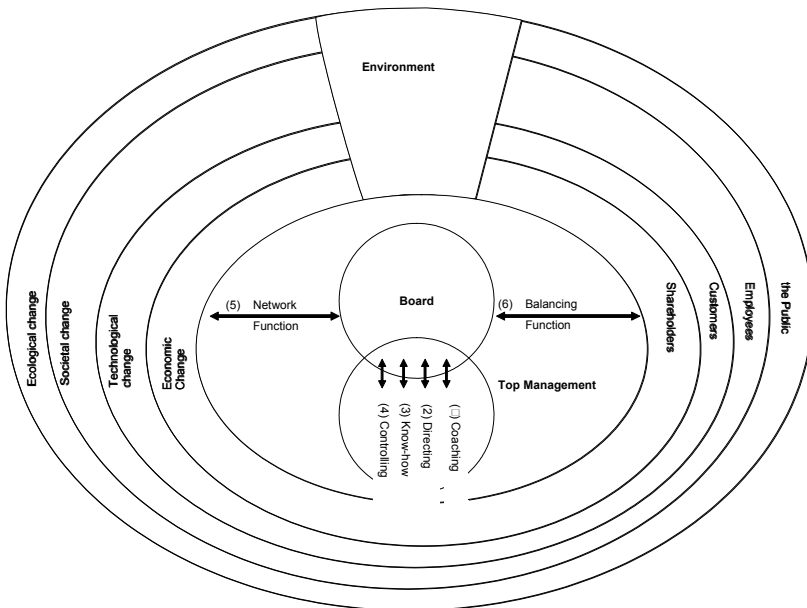 Environment
Board
(5) Network
Function
(6) Balancing
Function
Top Management
Ecological change
Societal change
Technological
change
Economic
Change
(4) Controlling
(3) Know-how
(2) Directing
(□) Coaching
Shareholders
Customers
Employees
the Public